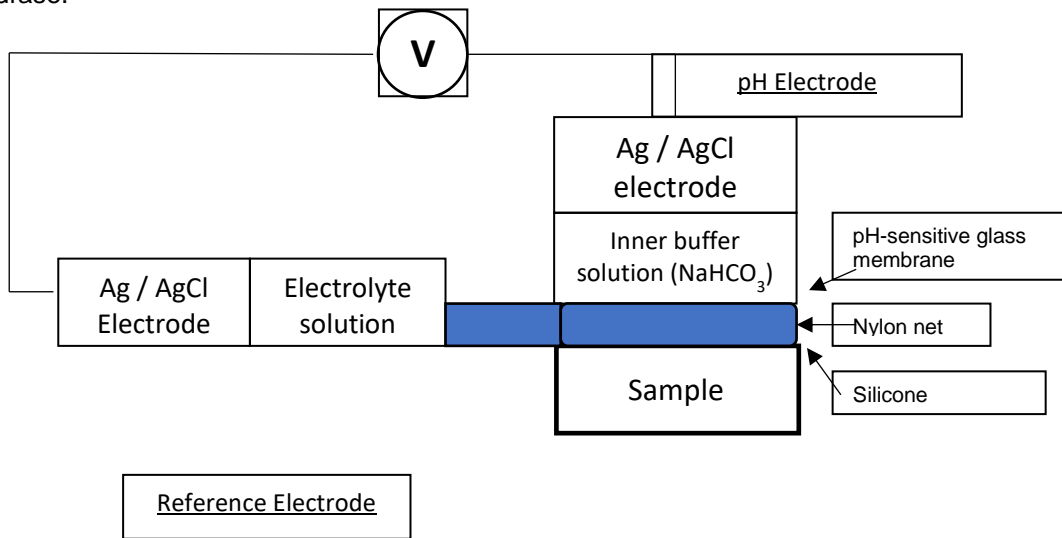 V
pH Electrode
Ag / AgCl
electrode
Inner buffer
solution (NaHCO₃)
pH-sensitive glass
membrane
Ag / AgCl
Electrode
Electrolyte
solution
Nylon net
Sample
Silicone
Reference Electrode